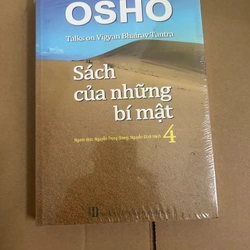 OSHO
Talks on Vigyan Bhairav Tantra
Sách
của những
bí mật
4